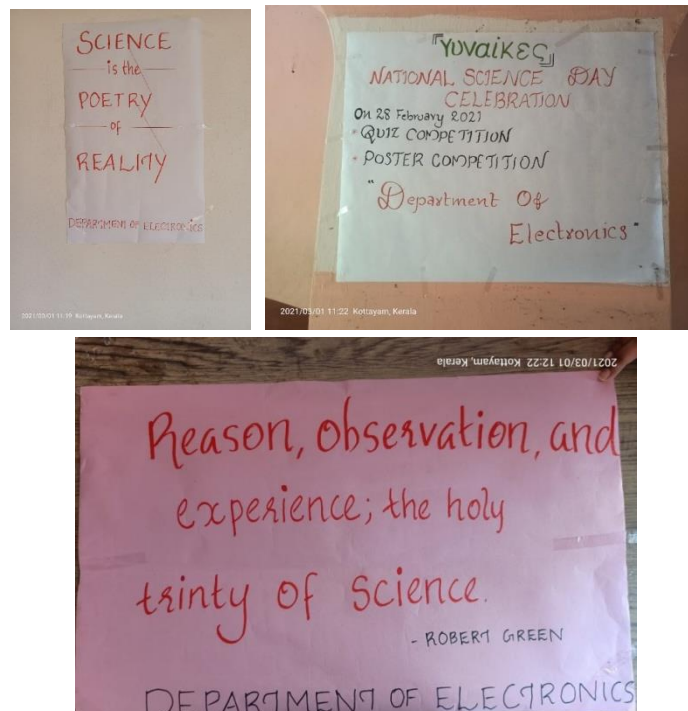 SCIENCE
is the
POETRY
of
REALITY
DEPARTMENT OF ELECTRONICS
2021/03/01 11:19 Kottayam, Kerala
『Yυναίκες』
NATIONAL SCIENCE DAY
CELEBRATION
On 28 February 2021
* QUIZ COMPETITION
* POSTER COMPETITION
"Department Of
Electronics"
2021/03/01 11:22 Kottayam, Kerala
2021/03/01 12:22 Kottayam, Kerala
Reason, observation, and
experience; the holy
trinty of Science.
- ROBERT GREEN
DEPARTMENT OF ELECTRONICS